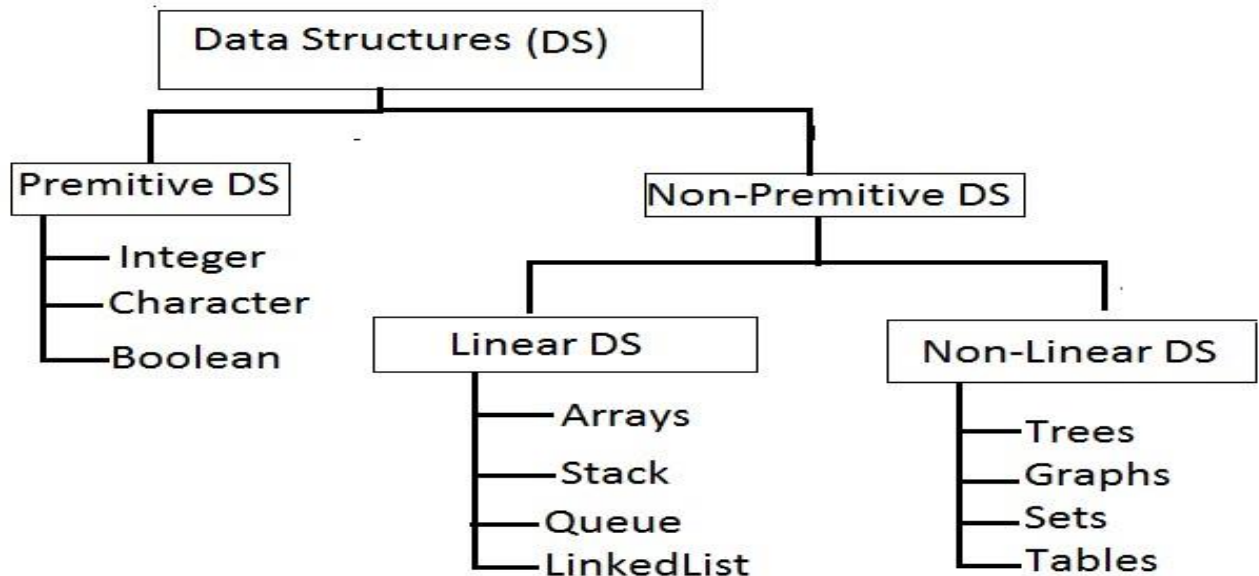 Data Structures (DS)
Premitive DS
Integer
Character
Boolean
Non-Premitive DS
Linear DS
Arrays
Stack
Queue
LinkedList
Non-Linear DS
Trees
Graphs
Sets
Tables